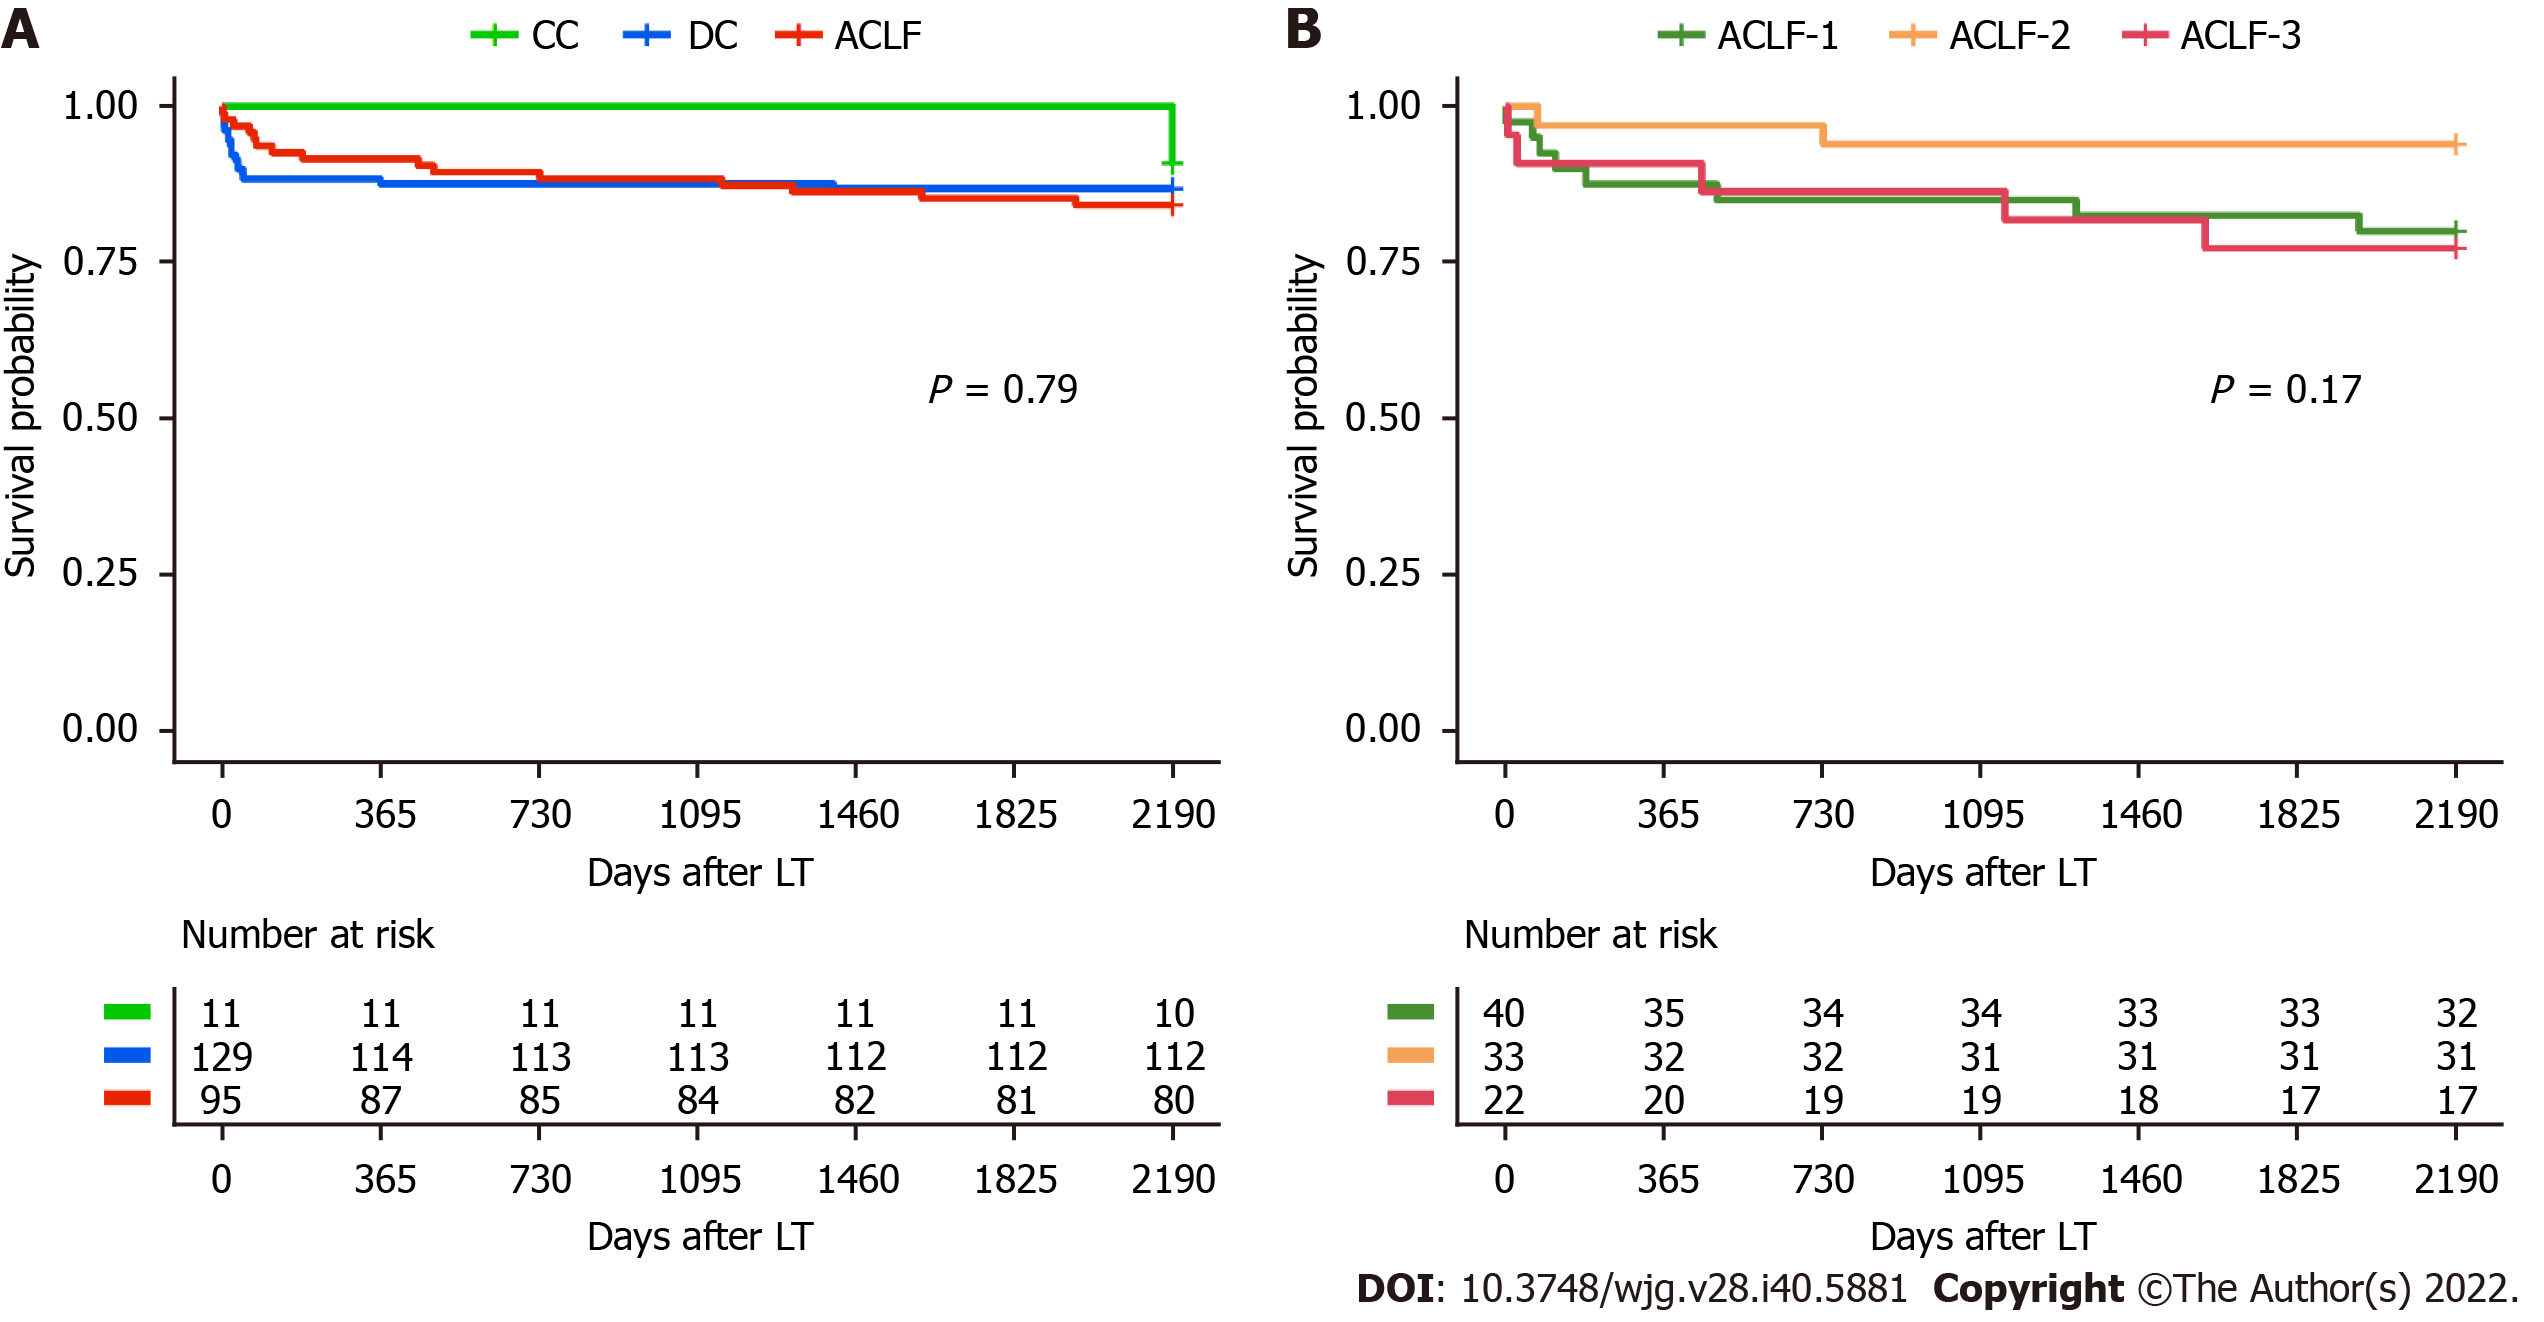 A
CC DC ACLF
1.00
0.75
0.50
0.25
0.00
Survival probability
P = 0.79
0 365 730 1095 1460 1825 2190
Days after LT
Number at risk
11 11 11 11 11 11 10
129 114 113 113 112 112 112
95 87 85 84 82 81 80
0 365 730 1095 1460 1825 2190
Days after LT
B
ACLF-1 ACLF-2 ACLF-3
1.00
0.75
0.50
0.25
0.00
Survival probability
P = 0.17
0 365 730 1095 1460 1825 2190
Days after LT
Number at risk
40 35 34 34 33 33 32
33 32 32 31 31 31 31
22 20 19 19 18 17 17
0 365 730 1095 1460 1825 2190
Days after LT
DOI: 10.3748/wjg.v28.i40.5881 Copyright ©The Author(s) 2022.